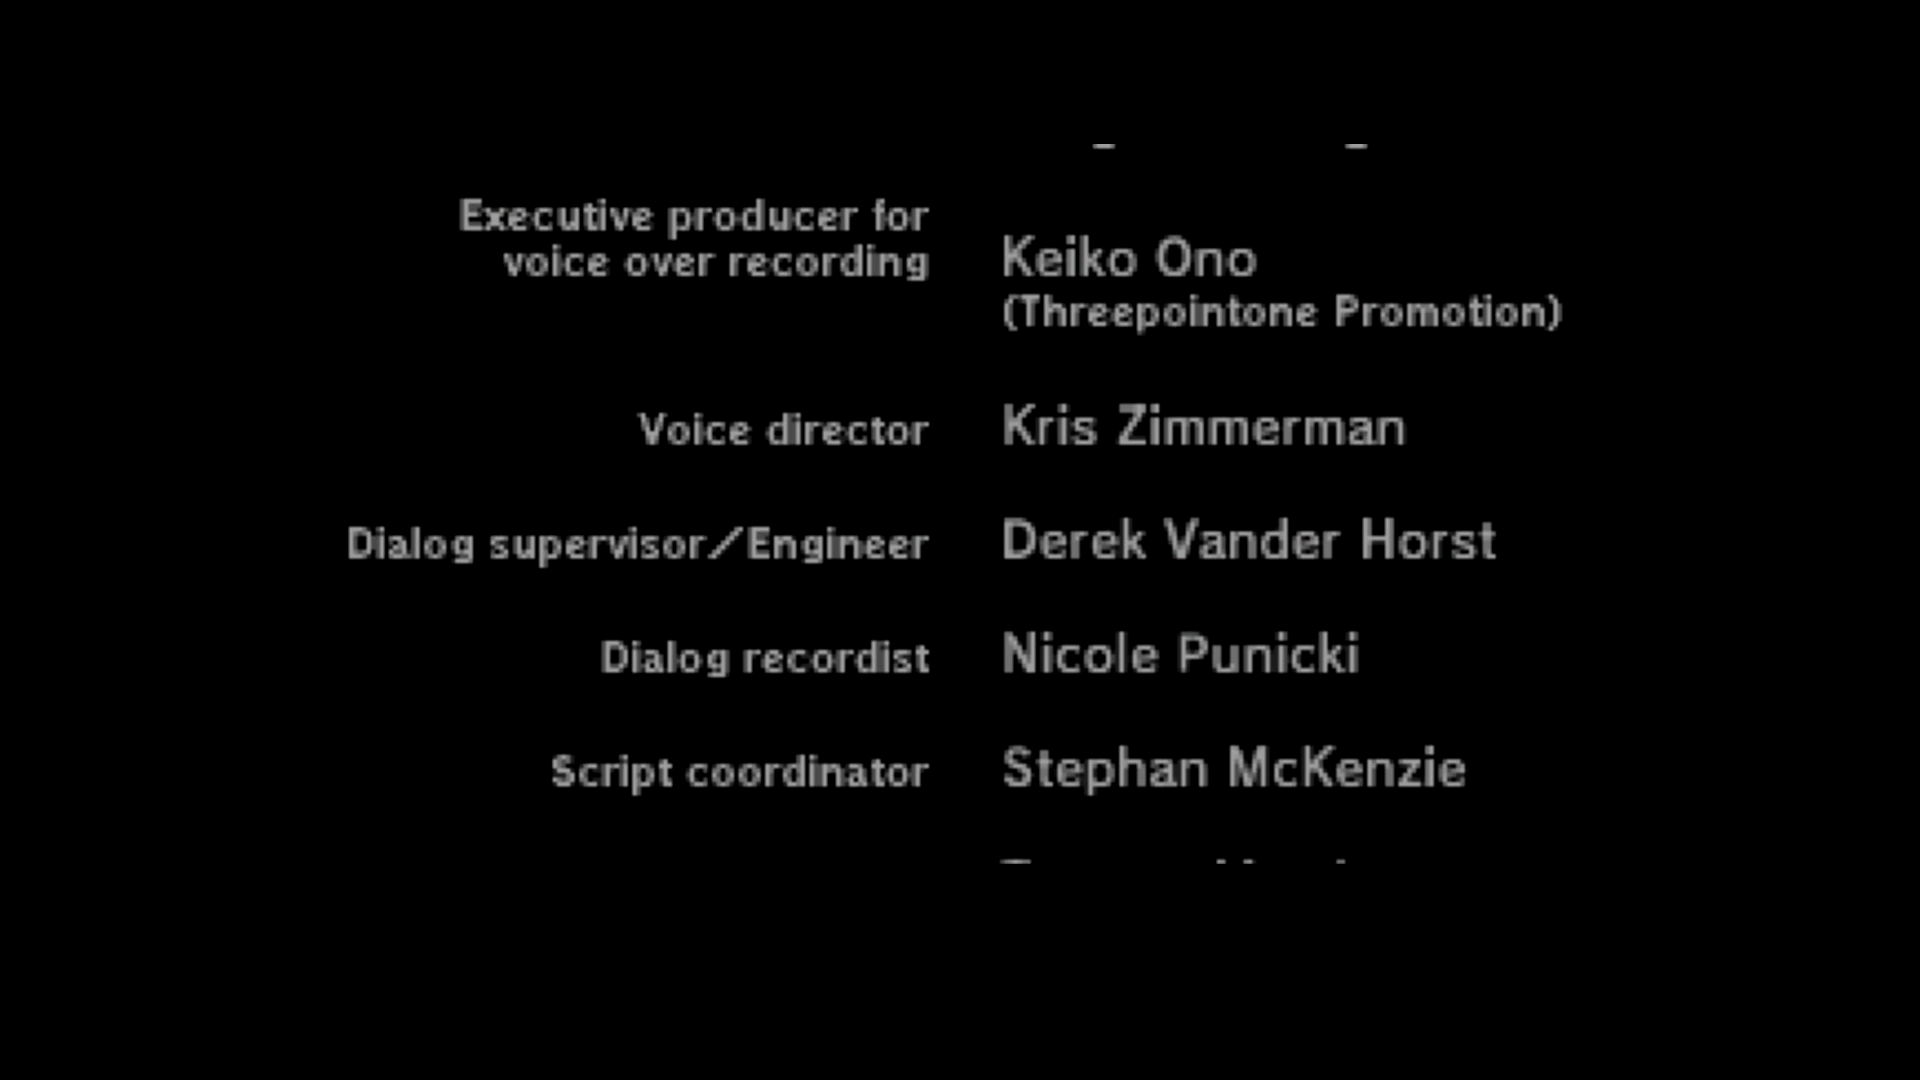 Executive producer for
voice over recording Keiko Ono
(Threepointone Promotion)
Voice director Kris Zimmerman
Dialog supervisor／Engineer Derek Vander Horst
Dialog recordist Nicole Punicki
Script coordinator Stephan McKenzie